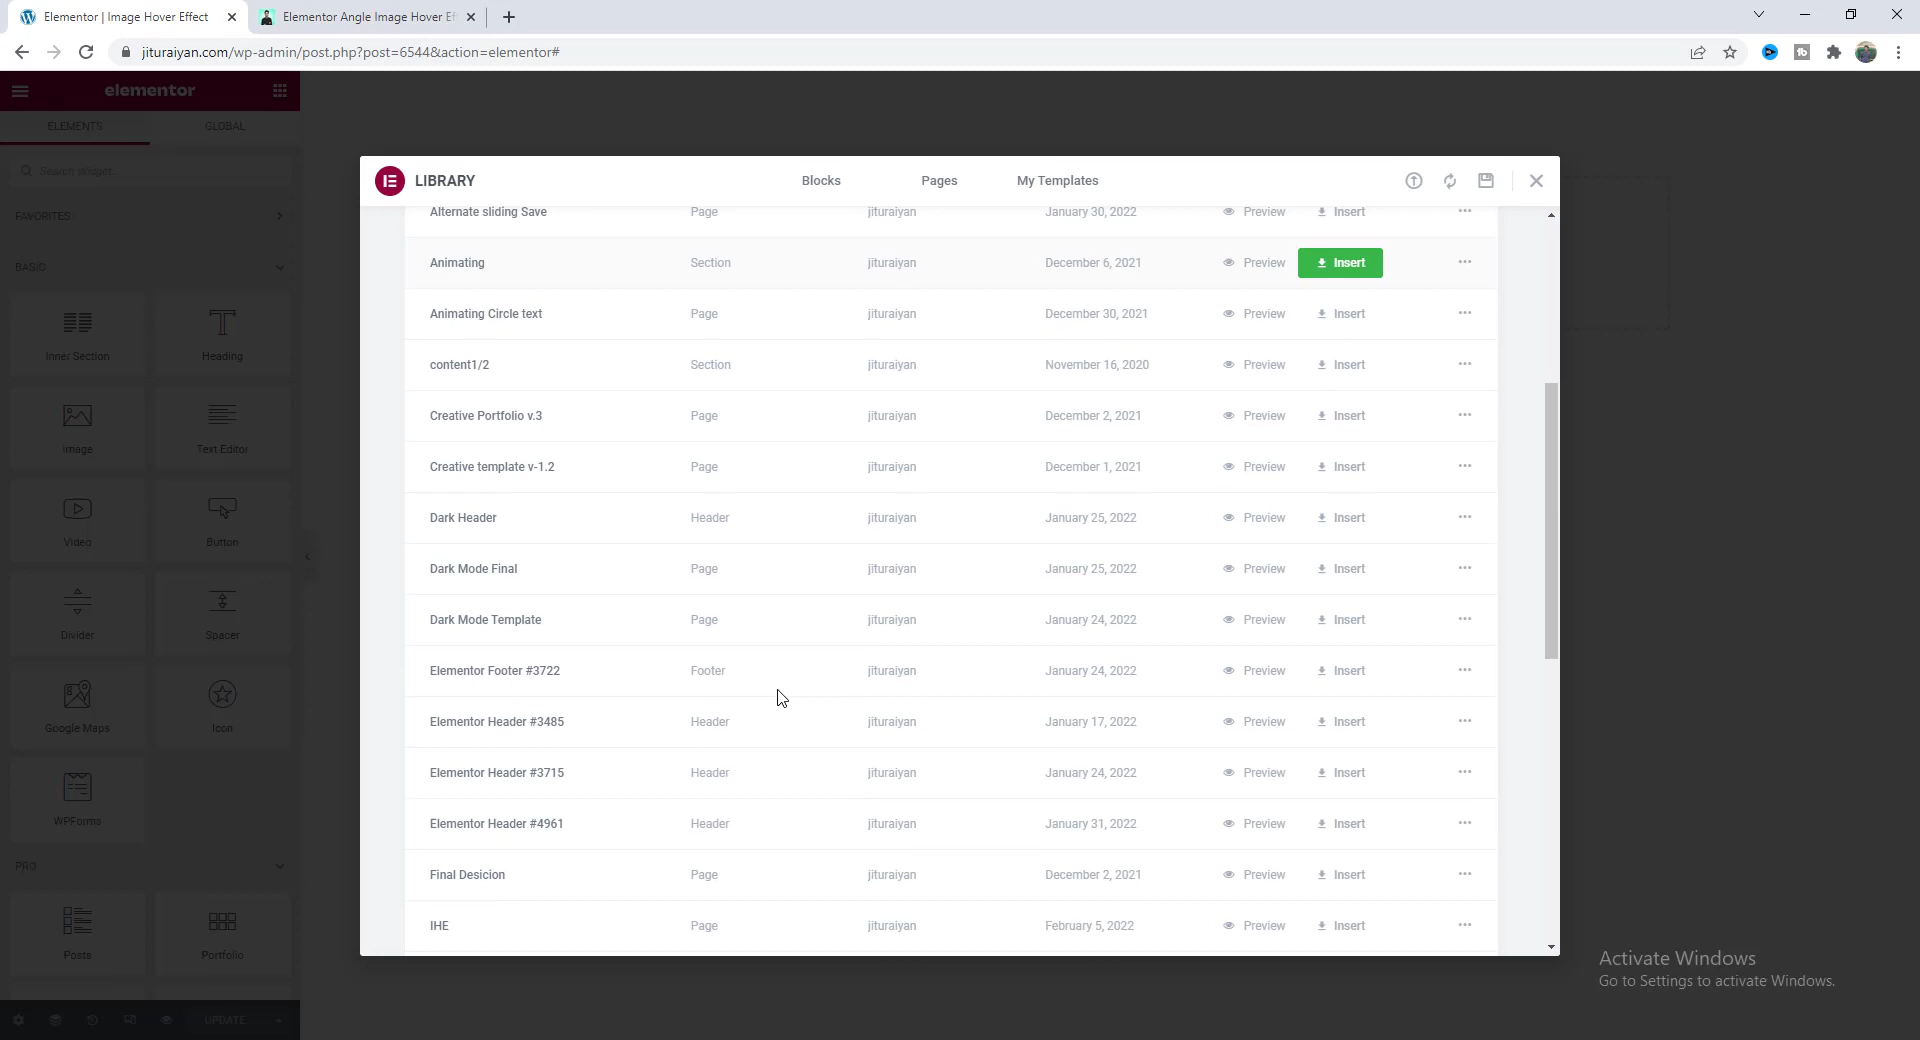 Elementor | Image Hover Effect
Elementor Angle Image Hover Ef
jituraiyan.com/wp-admin/post.php?post=6544&action=elementor#
elementor
ELEMENTS GLOBAL
Search Widget...
FAVORITES
BASIC
Inner Section Heading
Image Text Editor
Video Button
Divider Spacer
Google Maps Icon
WPForms
PRO
Posts Portfolio
UPDATE
LIBRARY Blocks Pages My Templates
Alternate sliding Save Page jituraiyan January 30, 2022 Preview Insert
Animating Section jituraiyan December 6, 2021 Preview Insert
Animating Circle text Page jituraiyan December 30, 2021 Preview Insert
content1/2 Section jituraiyan November 16, 2020 Preview Insert
Creative Portfolio v.3 Page jituraiyan December 2, 2021 Preview Insert
Creative template v-1.2 Page jituraiyan December 1, 2021 Preview Insert
Dark Header Header jituraiyan January 25, 2022 Preview Insert
Dark Mode Final Page jituraiyan January 25, 2022 Preview Insert
Dark Mode Template Page jituraiyan January 24, 2022 Preview Insert
Elementor Footer #3722 Footer jituraiyan January 24, 2022 Preview Insert
Elementor Header #3485 Header jituraiyan January 17, 2022 Preview Insert
Elementor Header #3715 Header jituraiyan January 24, 2022 Preview Insert
Elementor Header #4961 Header jituraiyan January 31, 2022 Preview Insert
Final Desicion Page jituraiyan December 2, 2021 Preview Insert
IHE Page jituraiyan February 5, 2022 Preview Insert
Activate Windows
Go to Settings to activate Windows.